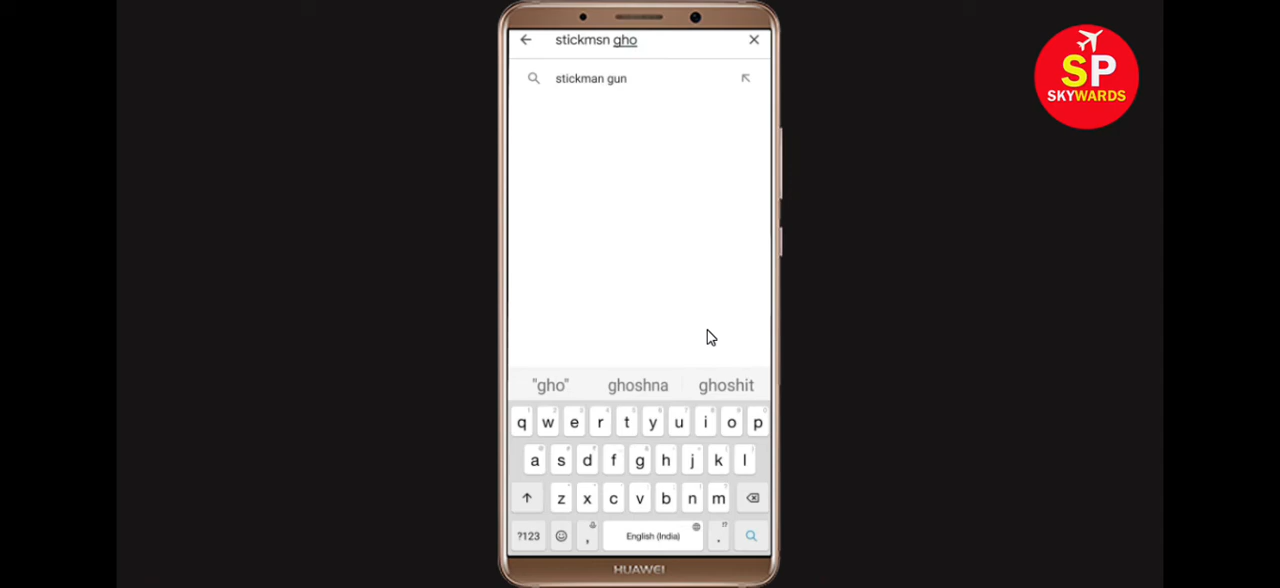 stickmsn gho
SP
SKYWARDS
stickman gun
"gho" ghoshna ghoshit
q w e r t y u i o p
a s d f g h j k l
z x c v b n m
?123 , English (India) .
HUAWEI